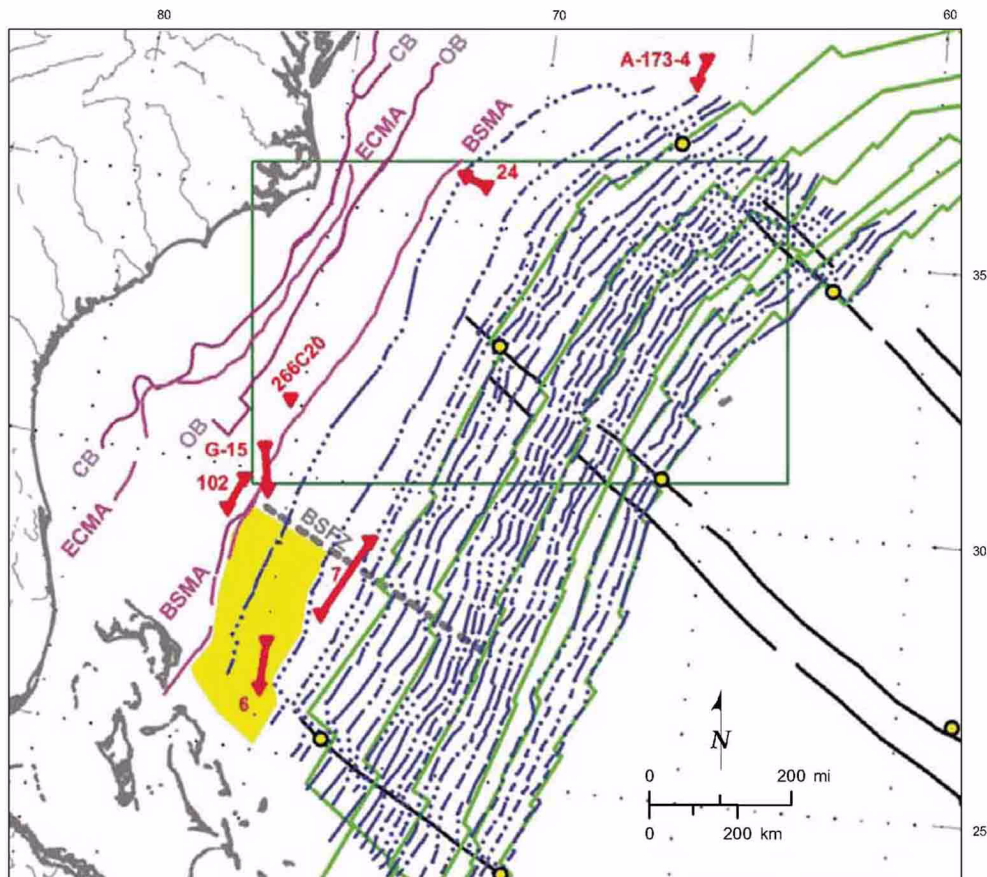 80
70
60
CB
OB
ECMA
BSMA
A-173-4
24
35
266C20
OB
G-15
CB
102
ECMA
BSFZ
30
7
BSMA
6
N
0
200 mi
0
200 km
25